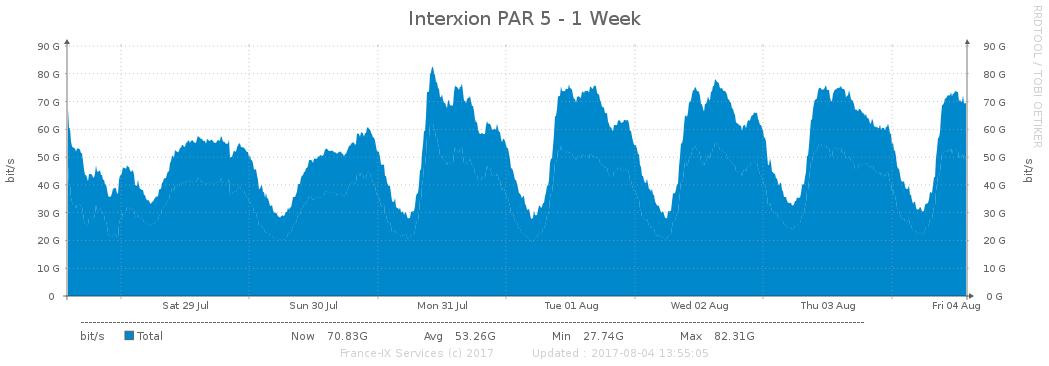 Interxion PAR 5 - 1 Week
RRDTOOL / TOBI OETIKER
90 G 90 G
80 G 80 G
70 G 70 G
60 G 60 G
50 G 50 G
40 G 40 G
30 G 30 G
20 G 20 G
10 G 10 G
0 0 G
bit/s bit/s
Sat 29 Jul Sun 30 Jul Mon 31 Jul Tue 01 Aug Wed 02 Aug Thu 03 Aug Fri 04 Aug
bit/s Total Now 70.83G Avg 53.26G Min 27.74G Max 82.31G
France-IX Services (c) 2017 Updated : 2017-08-04 13:55:05